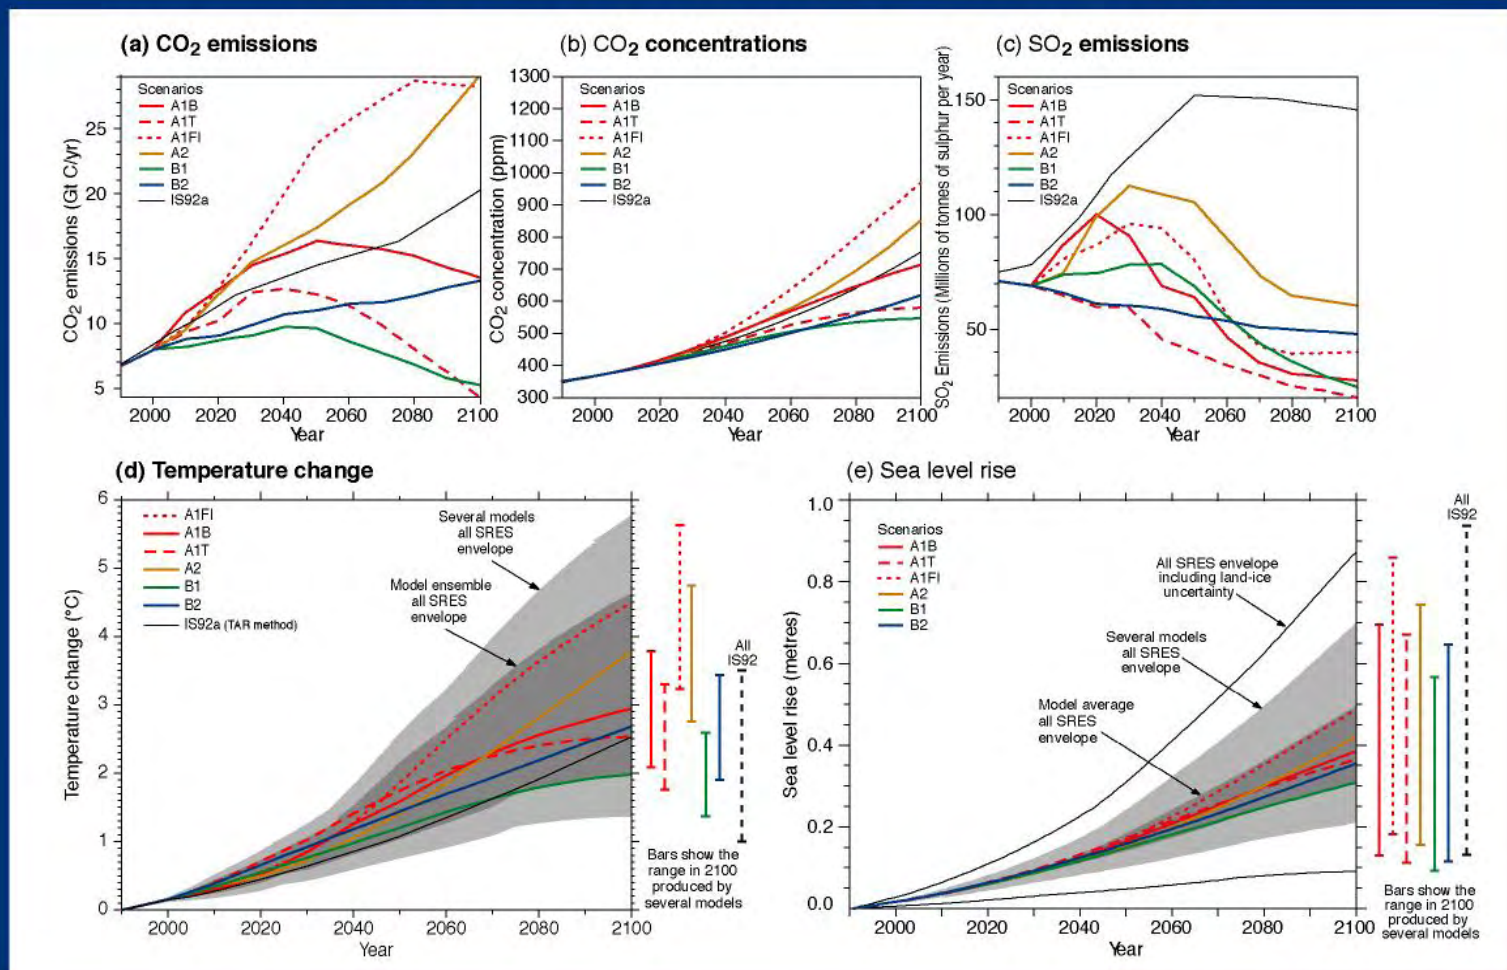 (a) CO2 emissions
CO2 emissions (Gt C/yr)
25
20
15
10
5
Scenarios
A1B
A1T
A1FI
A2
B1
B2
IS92a
2000 2020 2040 2060 2080 2100
Year
(b) CO2 concentrations
CO2 concentration (ppm)
1300
1200
1100
1000
900
800
700
600
500
400
300
Scenarios
A1B
A1T
A1FI
A2
B1
B2
IS92a
2000 2020 2040 2060 2080 2100
Year
(c) SO2 emissions
SO2 Emissions (Millions of tonnes of sulphur per year)
150
100
50
Scenarios
A1B
A1T
A1FI
A2
B1
B2
IS92a
2000 2020 2040 2060 2080 2100
Year
(d) Temperature change
Temperature change (°C)
6
5
4
3
2
1
0
A1FI
A1B
A1T
A2
B1
B2
IS92a (TAR method)
Several models
all SRES
envelope
Model ensemble
all SRES
envelope
All
IS92
Bars show the
range in 2100
produced by
several models
2000 2020 2040 2060 2080 2100
Year
(e) Sea level rise
Sea level rise (metres)
1.0
0.8
0.6
0.4
0.2
0.0
Scenarios
A1B
A1T
A1FI
A2
B1
B2
All SRES envelope
including land-ice
uncertainty
Several models
all SRES
envelope
Model average
all SRES
envelope
All
IS92
Bars show the
range in 2100
produced by
several models
2000 2020 2040 2060 2080 2100
Year